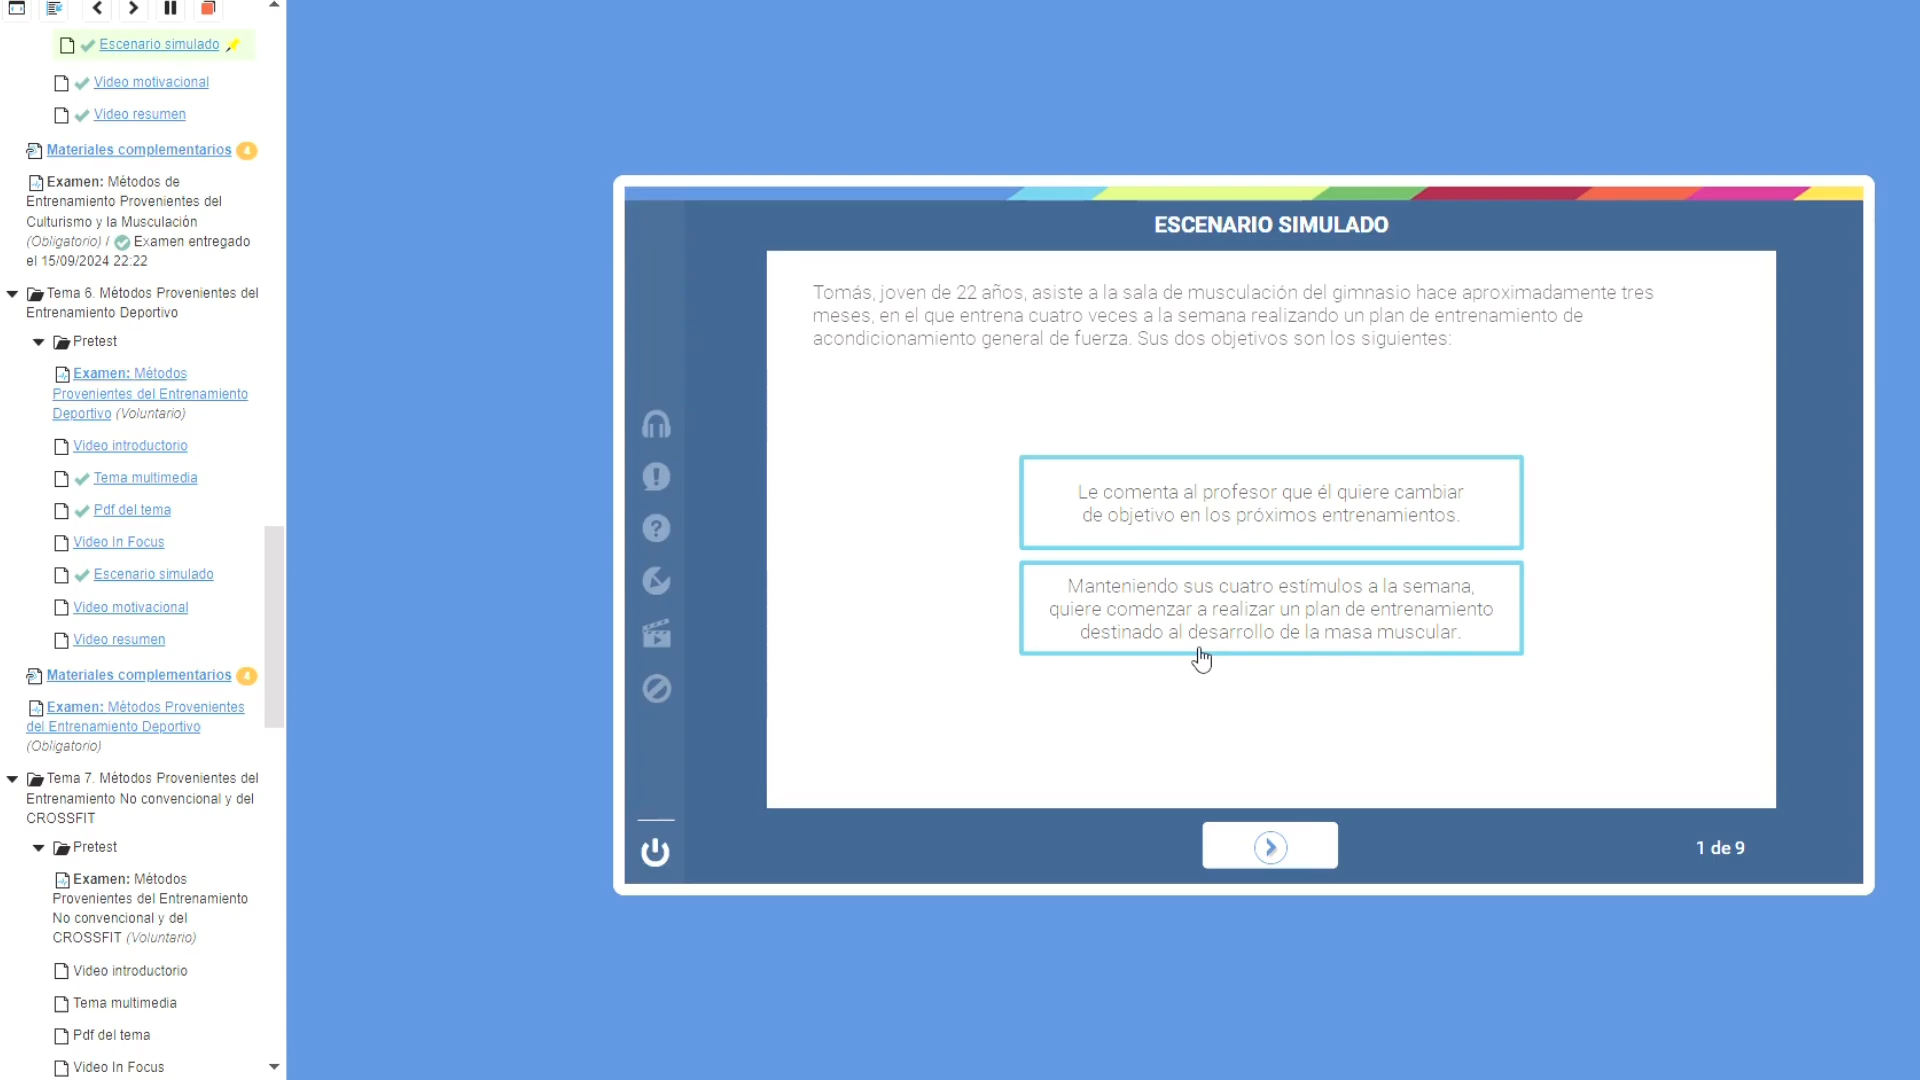 Escenario simulado
Video motivacional
Video resumen
Materiales complementarios 4
Examen: Métodos de
Entrenamiento Provenientes del
Culturismo y la Musculación
(Obligatorio) / Examen entregado
el 15/09/2024 22:22
Tema 6. Métodos Provenientes del
Entrenamiento Deportivo
Pretest
Examen: Métodos
Provenientes del Entrenamiento
Deportivo (Voluntario)
Video introductorio
Tema multimedia
Pdf del tema
Video In Focus
Escenario simulado
Video motivacional
Video resumen
Materiales complementarios 4
Examen: Métodos Provenientes
del Entrenamiento Deportivo
(Obligatorio)
Tema 7. Métodos Provenientes del
Entrenamiento No convencional y del
CROSSFIT
Pretest
Examen: Métodos
Provenientes del Entrenamiento
No convencional y del
CROSSFIT (Voluntario)
Video introductorio
Tema multimedia
Pdf del tema
Video In Focus
ESCENARIO SIMULADO
Tomás, joven de 22 años, asiste a la sala de musculación del gimnasio hace aproximadamente tres
meses, en el que entrena cuatro veces a la semana realizando un plan de entrenamiento de
acondicionamiento general de fuerza. Sus dos objetivos son los siguientes:
Le comenta al profesor que él quiere cambiar
de objetivo en los próximos entrenamientos.
Manteniendo sus cuatro estímulos a la semana,
quiere comenzar a realizar un plan de entrenamiento
destinado al desarrollo de la masa muscular.
1 de 9